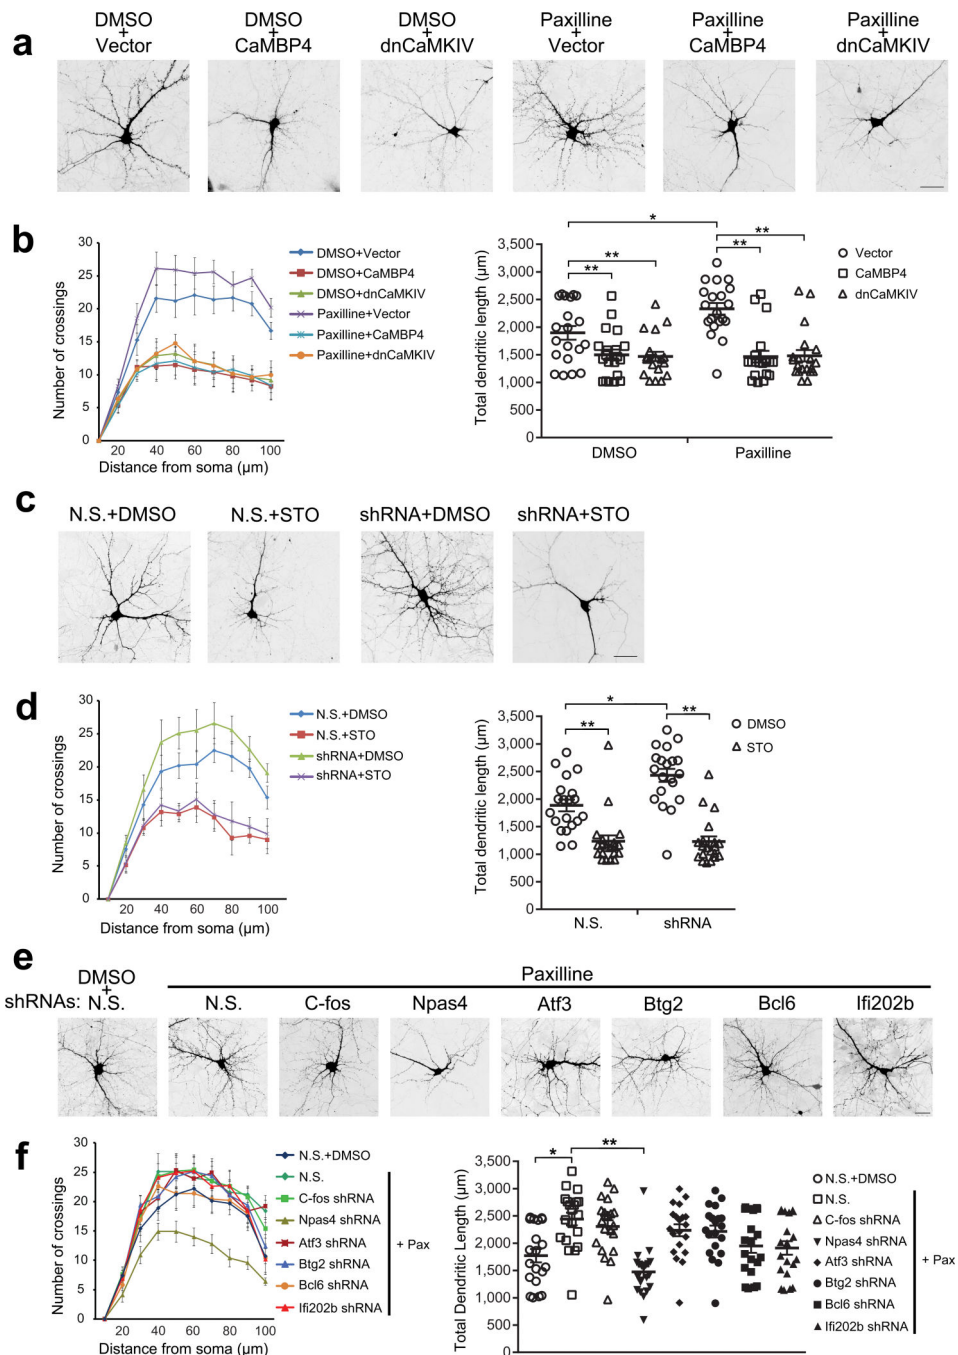 a
DMSO
+
Vector
DMSO
+
CaMBP4
DMSO
+
dnCaMKIV
Paxilline
+
Vector
Paxilline
+
CaMBP4
Paxilline
+
dnCaMKIV
b
Number of crossings
30
25
20
15
10
5
0
20 40 60 80 100
Distance from soma (µm)
DMSO+Vector
DMSO+CaMBP4
DMSO+dnCaMKIV
Paxilline+Vector
Paxilline+CaMBP4
Paxilline+dnCaMKIV
Total dendritic length (µm)
3,500
3,000
2,500
2,000
1,500
1,000
500
0
*
**
**
**
**
DMSO
Paxilline
Vector
CaMBP4
dnCaMKIV
c
N.S.+DMSO
N.S.+STO
shRNA+DMSO
shRNA+STO
d
Number of crossings
30
25
20
15
10
5
0
20 40 60 80 100
Distance from soma (µm)
N.S.+DMSO
N.S.+STO
shRNA+DMSO
shRNA+STO
Total dendritic length (µm)
3,500
3,000
2,500
2,000
1,500
1,000
500
0
*
**
**
N.S.
shRNA
DMSO
STO
e
DMSO
+
shRNAs: N.S.
Paxilline
N.S.
C-fos
Npas4
Atf3
Btg2
Bcl6
Ifi202b
f
Number of crossings
30
25
20
15
10
5
0
20 40 60 80 100
Distance from soma (µm)
N.S.+DMSO
N.S.
C-fos shRNA
Npas4 shRNA
Atf3 shRNA
Btg2 shRNA
Bcl6 shRNA
Ifi202b shRNA
+ Pax
Total Dendritic Length (µm)
3,500
3,000
2,500
2,000
1,500
1,000
500
0
*
**
N.S.+DMSO
N.S.
C-fos shRNA
Npas4 shRNA
Atf3 shRNA
Btg2 shRNA
Bcl6 shRNA
Ifi202b shRNA
+ Pax